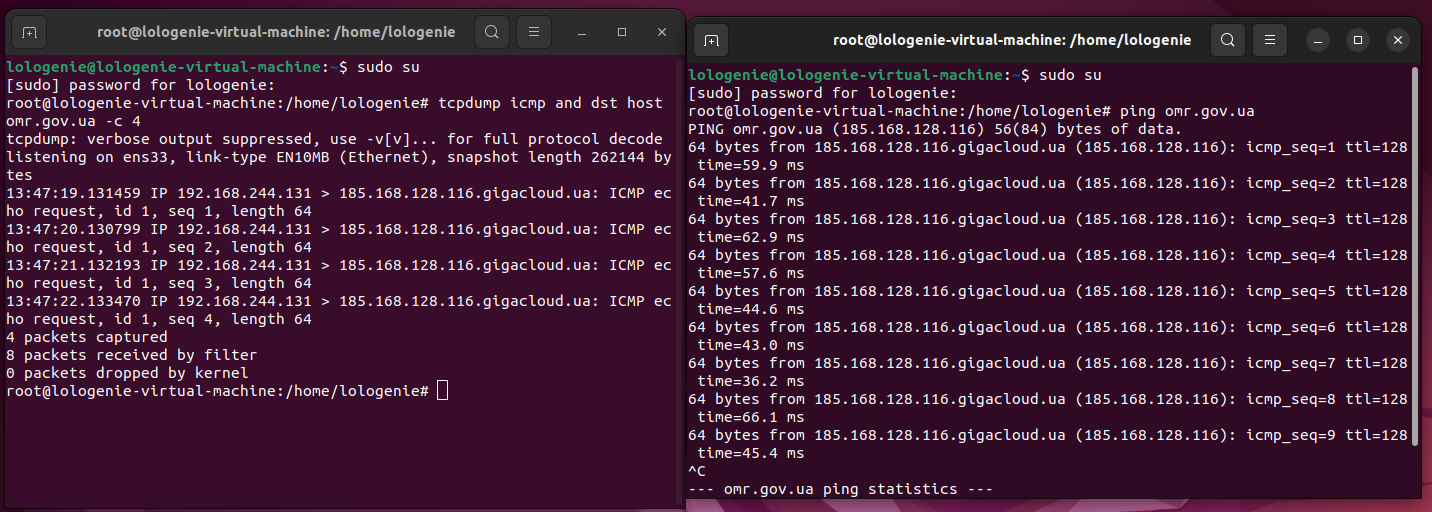 root@lologenie-virtual-machine: /home/lologenie
lologenie@lologenie-virtual-machine:~$ sudo su
[sudo] password for lologenie:
root@lologenie-virtual-machine:/home/lologenie# tcpdump icmp and dst host
omr.gov.ua -c 4
tcpdump: verbose output suppressed, use -v[v]... for full protocol decode
listening on ens33, link-type EN10MB (Ethernet), snapshot length 262144 by
tes
13:47:19.131459 IP 192.168.244.131 > 185.168.128.116.gigacloud.ua: ICMP ec
ho request, id 1, seq 1, length 64
13:47:20.130799 IP 192.168.244.131 > 185.168.128.116.gigacloud.ua: ICMP ec
ho request, id 1, seq 2, length 64
13:47:21.132193 IP 192.168.244.131 > 185.168.128.116.gigacloud.ua: ICMP ec
ho request, id 1, seq 3, length 64
13:47:22.133470 IP 192.168.244.131 > 185.168.128.116.gigacloud.ua: ICMP ec
ho request, id 1, seq 4, length 64
4 packets captured
8 packets received by filter
0 packets dropped by kernel
root@lologenie-virtual-machine:/home/lologenie#
root@lologenie-virtual-machine: /home/lologenie
lologenie@lologenie-virtual-machine:~$ sudo su
[sudo] password for lologenie:
root@lologenie-virtual-machine:/home/lologenie# ping omr.gov.ua
PING omr.gov.ua (185.168.128.116) 56(84) bytes of data.
64 bytes from 185.168.128.116.gigacloud.ua (185.168.128.116): icmp_seq=1 ttl=128
time=59.9 ms
64 bytes from 185.168.128.116.gigacloud.ua (185.168.128.116): icmp_seq=2 ttl=128
time=41.7 ms
64 bytes from 185.168.128.116.gigacloud.ua (185.168.128.116): icmp_seq=3 ttl=128
time=62.9 ms
64 bytes from 185.168.128.116.gigacloud.ua (185.168.128.116): icmp_seq=4 ttl=128
time=57.6 ms
64 bytes from 185.168.128.116.gigacloud.ua (185.168.128.116): icmp_seq=5 ttl=128
time=44.6 ms
64 bytes from 185.168.128.116.gigacloud.ua (185.168.128.116): icmp_seq=6 ttl=128
time=43.0 ms
64 bytes from 185.168.128.116.gigacloud.ua (185.168.128.116): icmp_seq=7 ttl=128
time=36.2 ms
64 bytes from 185.168.128.116.gigacloud.ua (185.168.128.116): icmp_seq=8 ttl=128
time=66.1 ms
64 bytes from 185.168.128.116.gigacloud.ua (185.168.128.116): icmp_seq=9 ttl=128
time=45.4 ms
^C
--- omr.gov.ua ping statistics ---